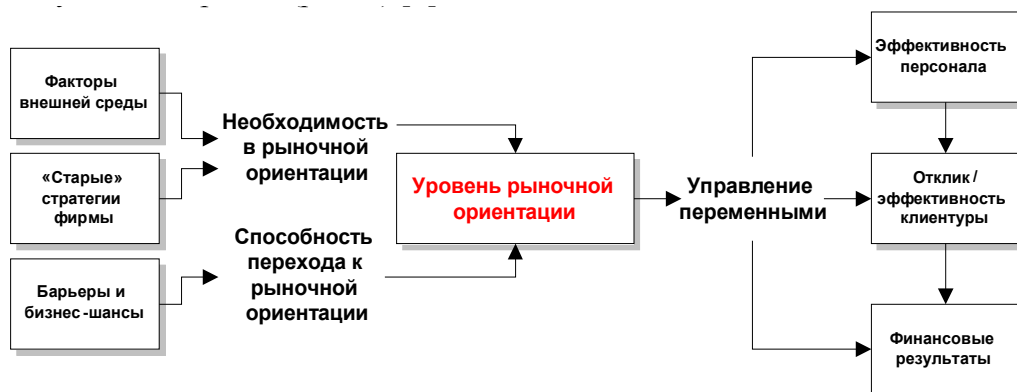 Факторы
внешней среды
«Старые»
стратегии
фирмы
Барьеры и
бизнес-шансы
Необходимость
в рыночной
ориентации
Способность
перехода к
рыночной
ориентации
Уровень рыночной
ориентации
Управление
переменными
Эффективность
персонала
Отклик /
эффективность
клиентуры
Финансовые
результаты